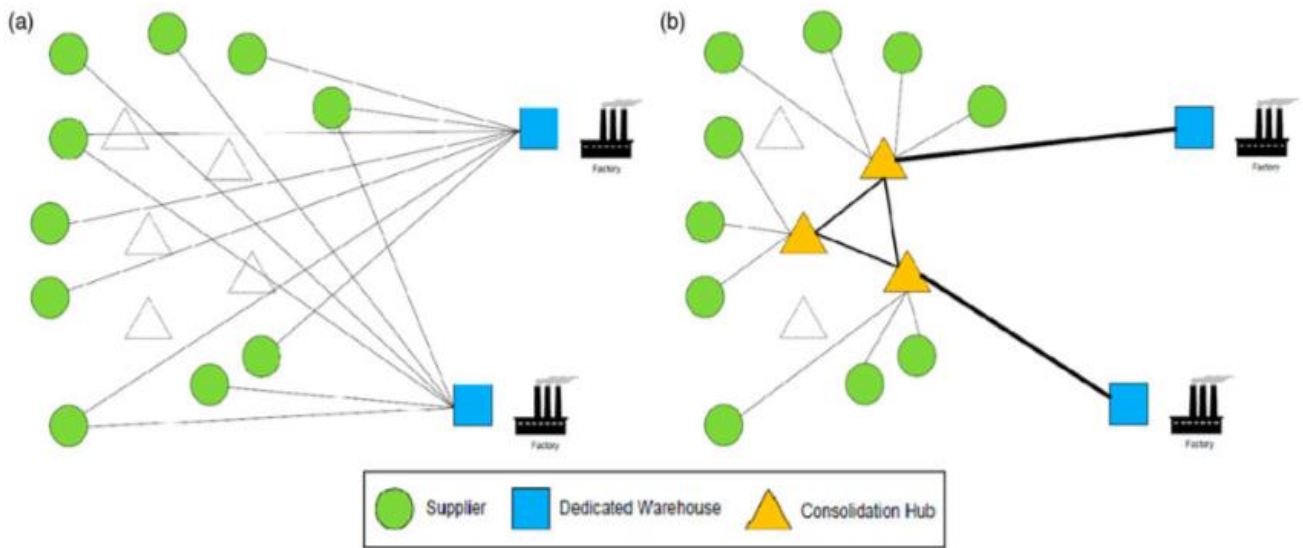 (a)
(b)
Factory
Factory
Factory
Factory
Supplier
Dedicated Warehouse
Consolidation Hub